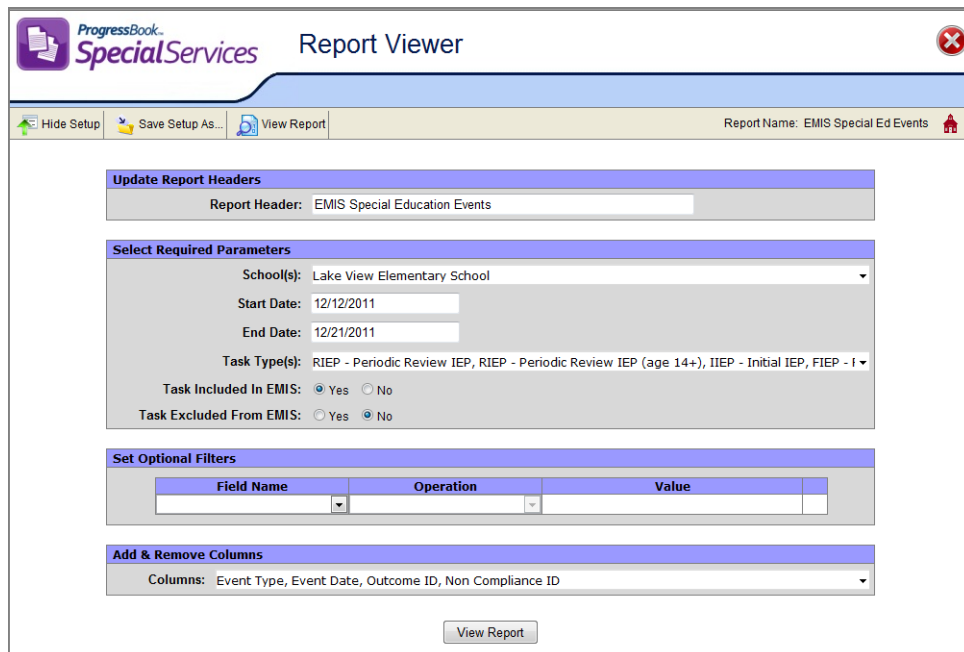 ProgressBook™
SpecialServices
Report Viewer
Hide Setup
Save Setup As...
View Report
Report Name: EMIS Special Ed Events
Update Report Headers
Report Header: EMIS Special Education Events
Select Required Parameters
School(s): Lake View Elementary School
Start Date: 12/12/2011
End Date: 12/21/2011
Task Type(s): RIEP - Periodic Review IEP, RIEP - Periodic Review IEP (age 14+), IIEP - Initial IEP, FIEP -
Task Included In EMIS: Yes No
Task Excluded From EMIS: Yes No
Set Optional Filters
Field Name Operation Value
Add & Remove Columns
Columns: Event Type, Event Date, Outcome ID, Non Compliance ID
View Report